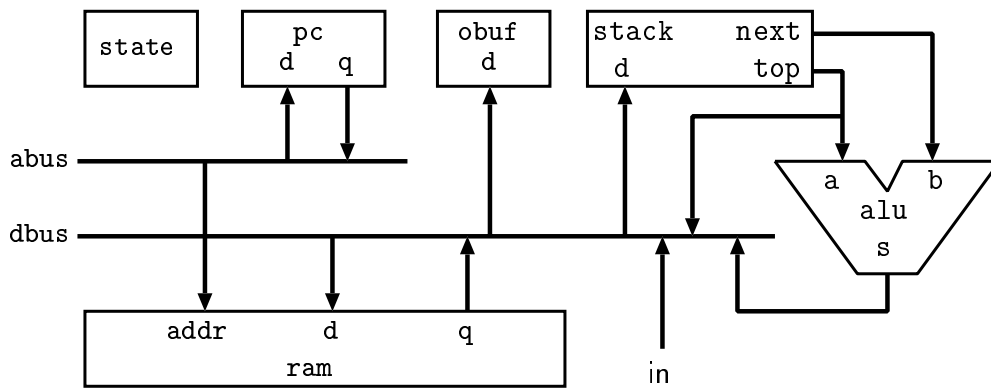 state
pc
d q
obuf
d
stack next
d top
abus
dbus
a b
alu
s
addr d q
ram
in